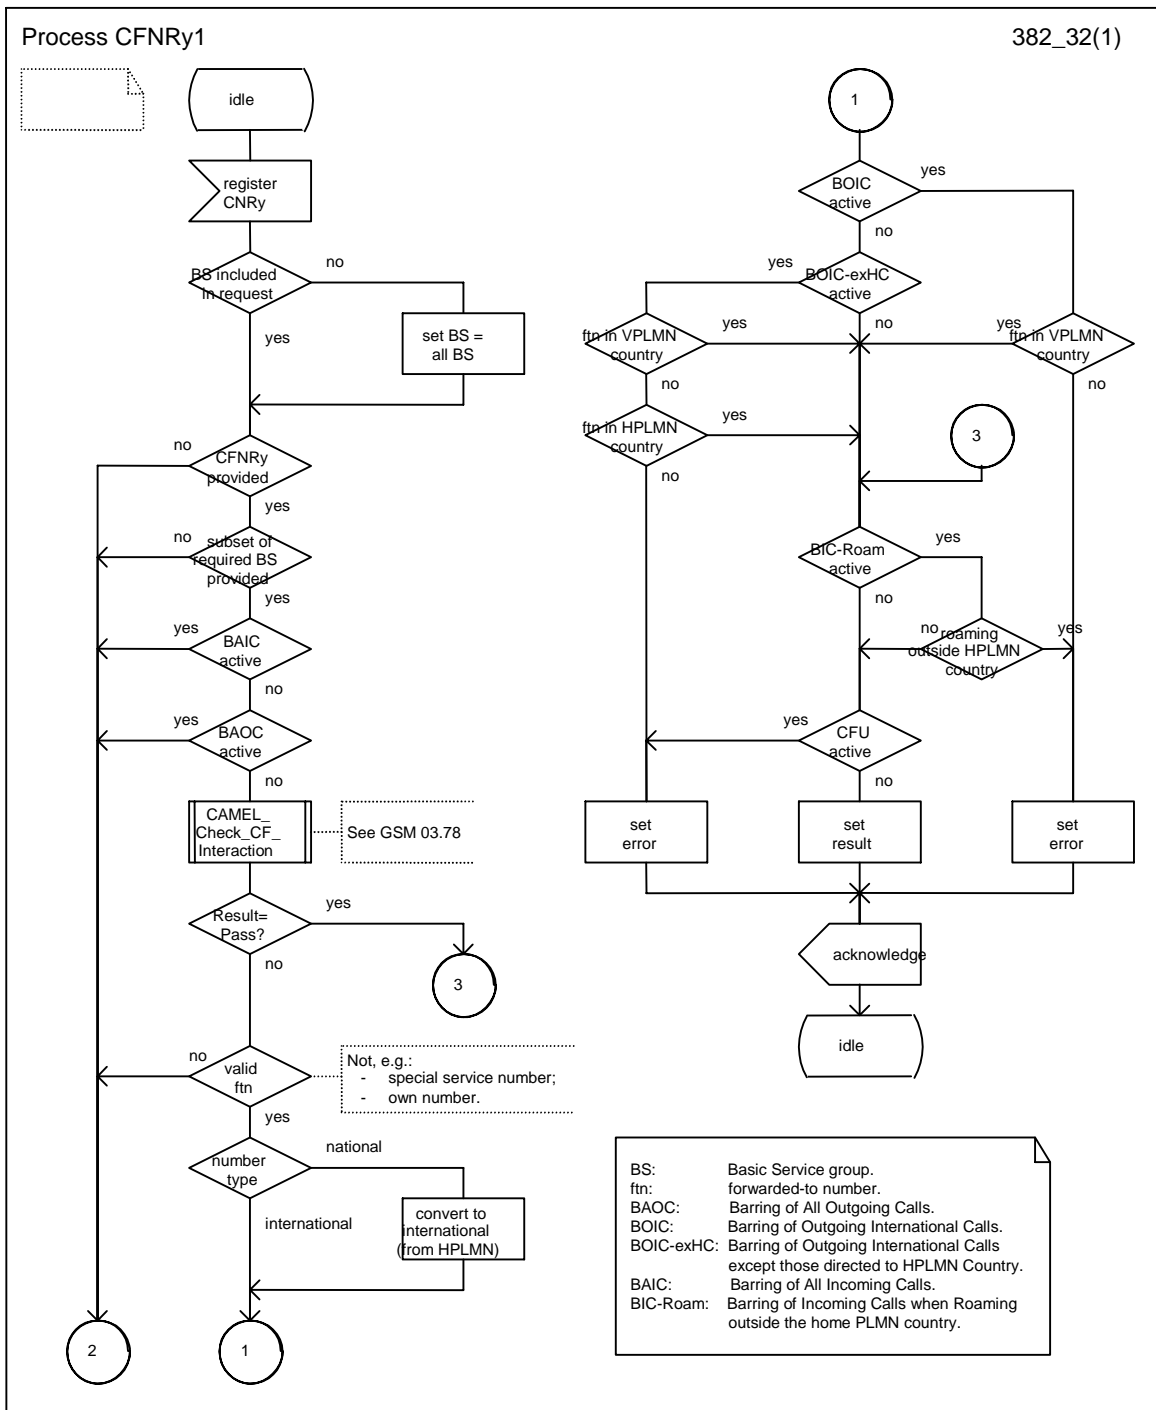 Process CFNRy1
382_32(1)
idle
register
CNRy
BS included
in request
no
yes
set BS =
all BS
no
CFNRy
provided
yes
no
subset of
required BS
provided
yes
yes
BAIC
active
no
yes
BAOC
active
no
CAMEL_
Check_CF_
Interaction
See GSM 03.78
Result=
Pass?
yes
no
3
no
valid
ftn
Not, e.g.:
- special service number;
- own number.
yes
number
type
national
international
convert to
international
(from HPLMN)
2
1
1
BOIC
active
yes
no
yes
BOIC-exHC
active
no
ftn in VPLMN
country
yes
no
yes
ftn in VPLMN
country
no
ftn in HPLMN
country
yes
no
3
BIC-Roam
active
yes
no
no
roaming
outside HPLMN
country
yes
yes
CFU
active
no
set
error
set
result
set
error
acknowledge
idle
BS: Basic Service group.
ftn: forwarded-to number.
BAOC: Barring of All Outgoing Calls.
BOIC: Barring of Outgoing International Calls.
BOIC-exHC: Barring of Outgoing International Calls
except those directed to HPLMN Country.
BAIC: Barring of All Incoming Calls.
BIC-Roam: Barring of Incoming Calls when Roaming
outside the home PLMN country.